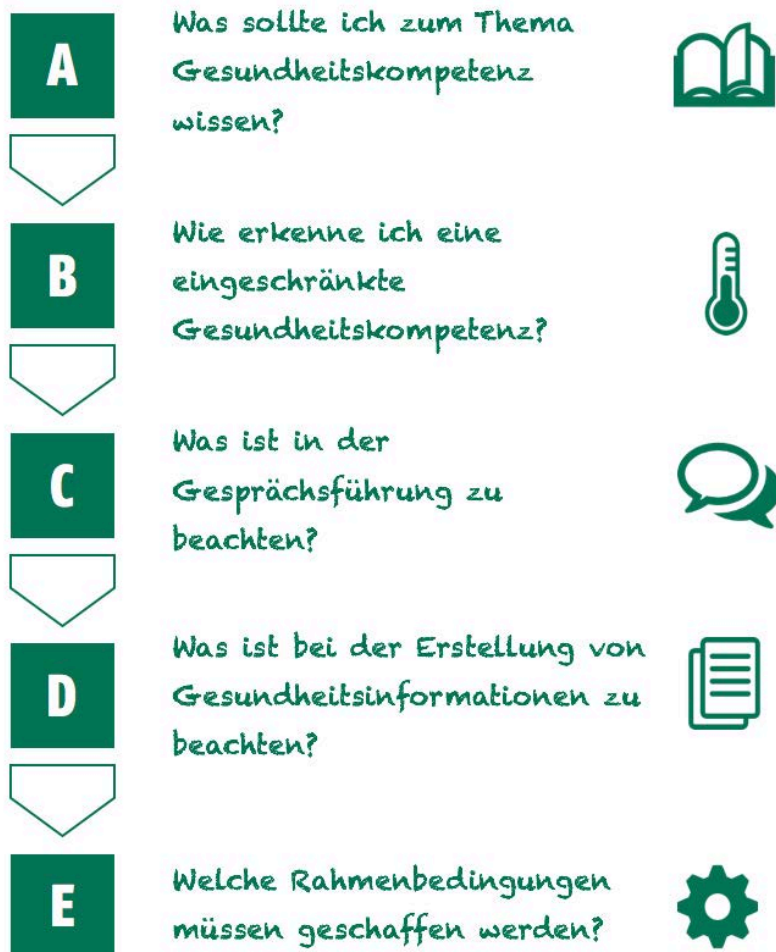 A
Was sollte ich zum Thema
Gesundheitskompetenz
wissen?
B
Wie erkenne ich eine
eingeschränkte
Gesundheitskompetenz?
C
Was ist in der
Gesprächsführung zu
beachten?
D
Was ist bei der Erstellung von
Gesundheitsinformationen zu
beachten?
E
Welche Rahmenbedingungen
müssen geschaffen werden?